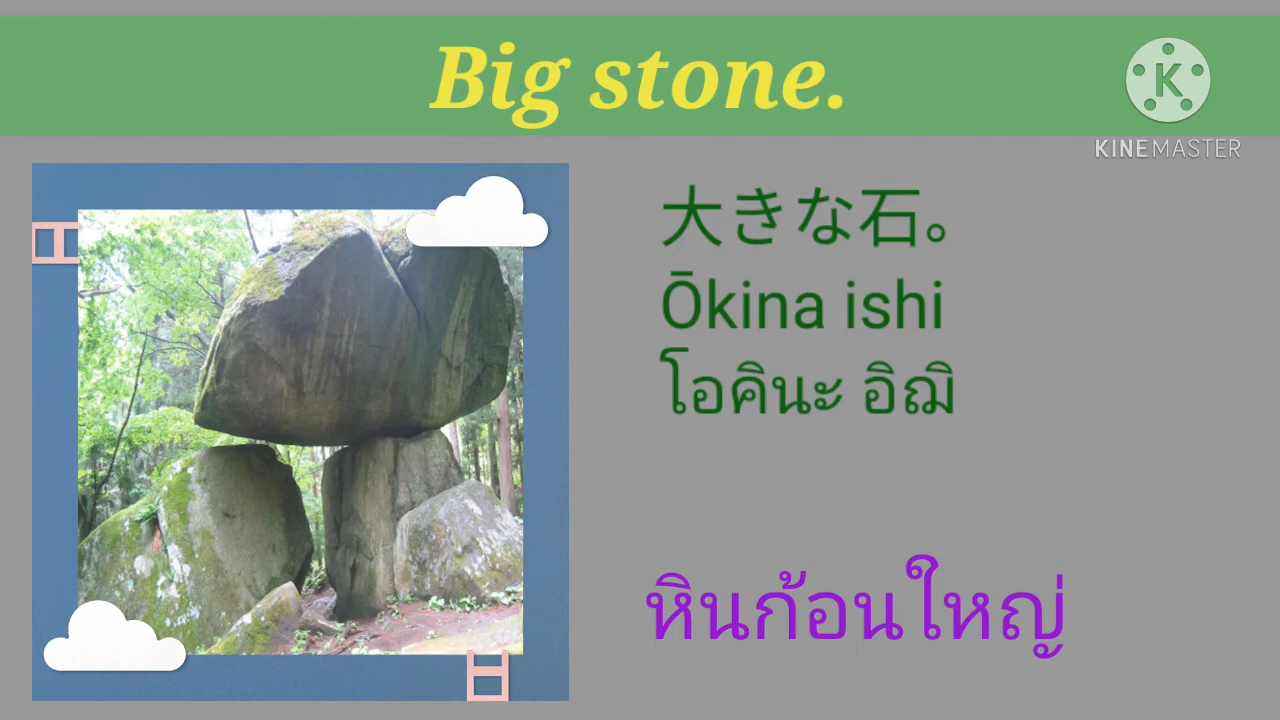 Big stone.
K
KINEMASTER
大きな石。
Ōkina ishi
โอคินะ อิฌิ
หินก้อนใหญ่